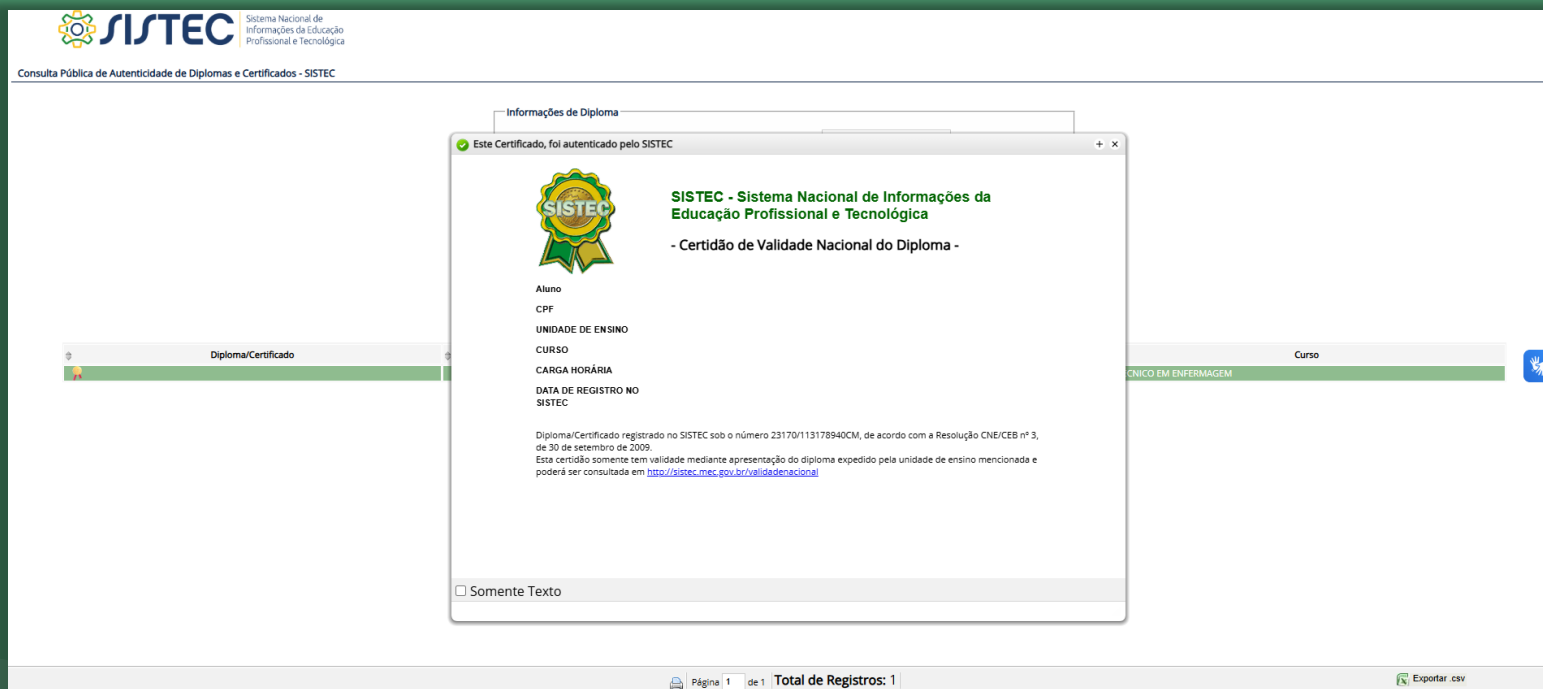 SISTEC
Sistema Nacional de
Informações da Educação
Profissional e Tecnológica
Consulta Pública de Autenticidade de Diplomas e Certificados - SISTEC
Informações de Diploma
Este Certificado, foi autenticado pelo SISTEC
SISTEC
SISTEC - Sistema Nacional de Informações da
Educação Profissional e Tecnológica
- Certidão de Validade Nacional do Diploma -
Aluno
CPF
UNIDADE DE ENSINO
CURSO
CARGA HORÁRIA
DATA DE REGISTRO NO
SISTEC
Diploma/Certificado registrado no SISTEC sob o número 23170/113178940CM, de acordo com a Resolução CNE/CEB nº 3,
de 30 de setembro de 2009.
Esta certidão somente tem validade mediante apresentação do diploma expedido pela unidade de ensino mencionada e
poderá ser consultada em http://sistec.mec.gov.br/validadenacional
Somente Texto
Diploma/Certificado
Curso
CNICO EM ENFERMAGEM
Página 1 de 1 Total de Registros: 1
Exportar .csv